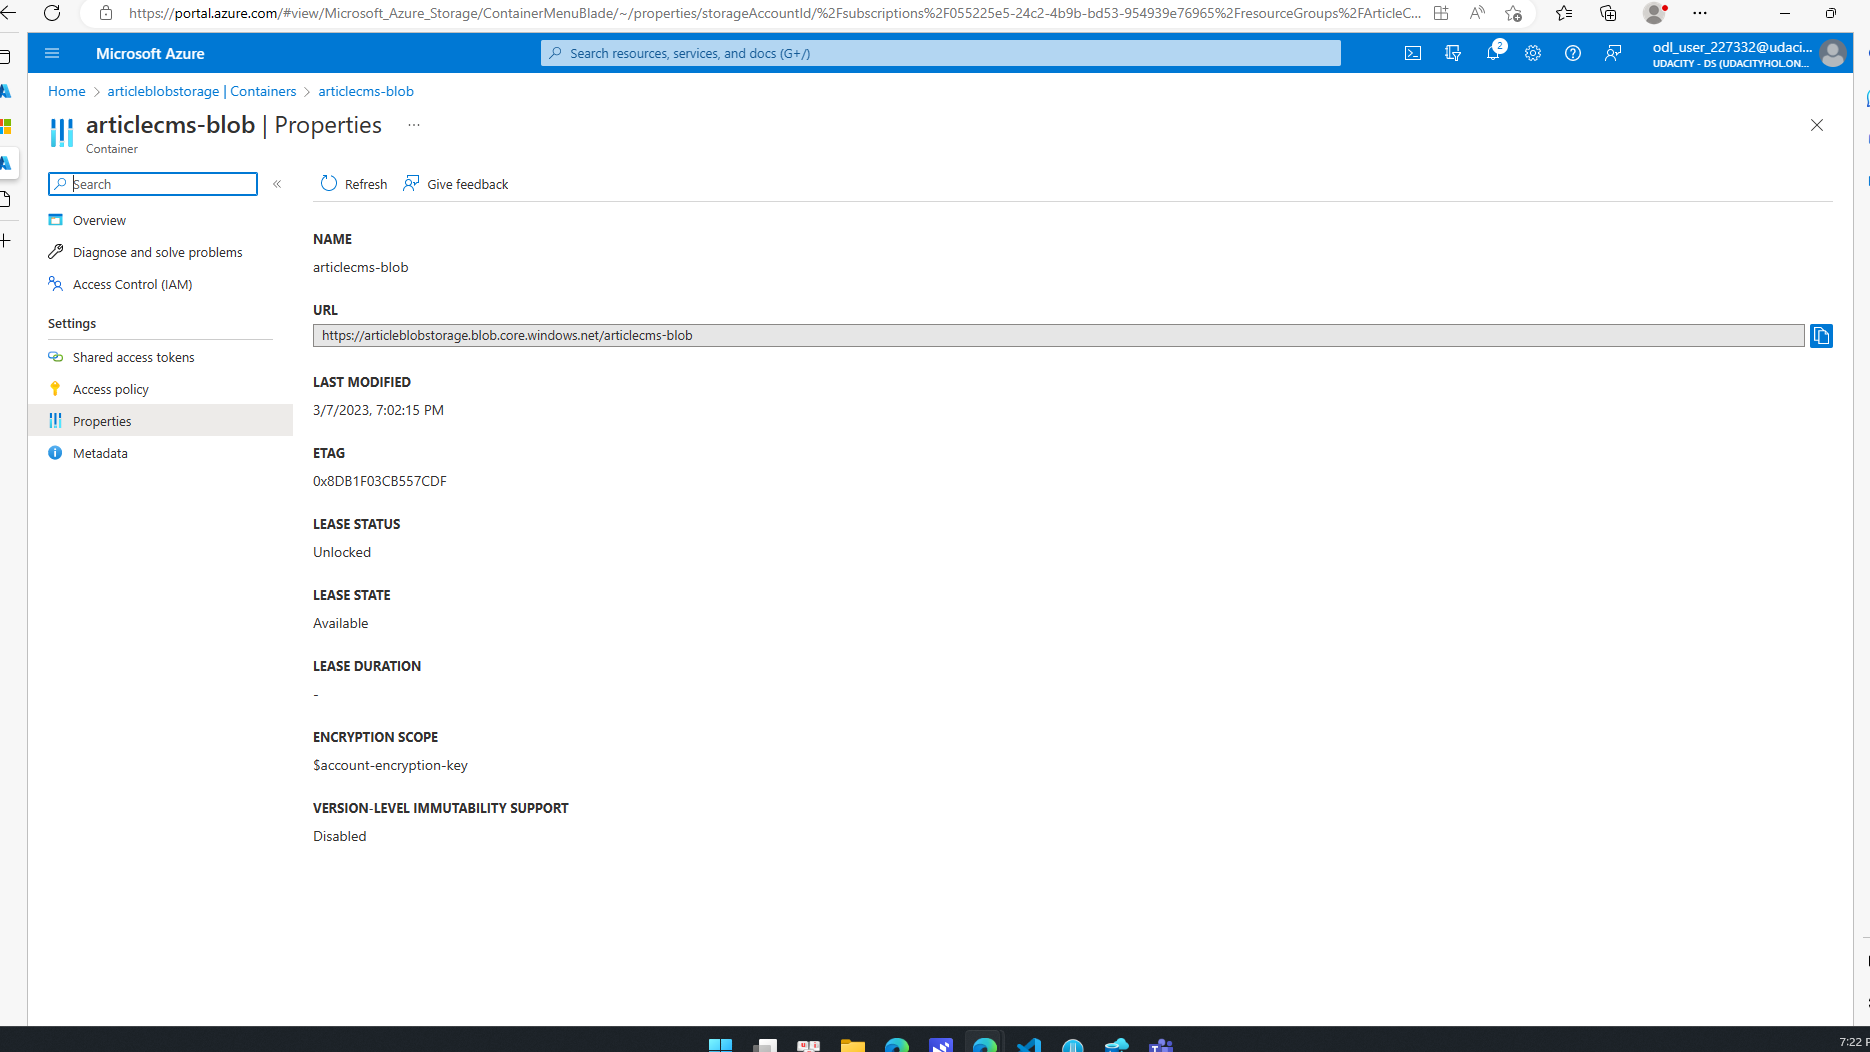 https://portal.azure.com/#view/Microsoft_Azure_Storage/ContainerMenuBlade/~/properties/storageAccountId/%2Fsubscriptions%2F055225e5-24c2-4b9b-bd53-954939e76965%2FresourceGroups%2FArticleC...
Microsoft Azure
Search resources, services, and docs (G+/)
2
odl_user_227332@udaci...
UDACITY - DS (UDACITYHOL.ON...
Home > articleblobstorage | Containers > articlecms-blob
articlecms-blob | Properties ...
Container
Search
Refresh
Give feedback
Overview
Diagnose and solve problems
Access Control (IAM)
Settings
Shared access tokens
Access policy
Properties
Metadata
NAME
articlecms-blob
URL
https://articleblobstorage.blob.core.windows.net/articlecms-blob
LAST MODIFIED
3/7/2023, 7:02:15 PM
ETAG
0x8DB1F03CB557CDF
LEASE STATUS
Unlocked
LEASE STATE
Available
LEASE DURATION
-
ENCRYPTION SCOPE
$account-encryption-key
VERSION-LEVEL IMMUTABILITY SUPPORT
Disabled
7:22